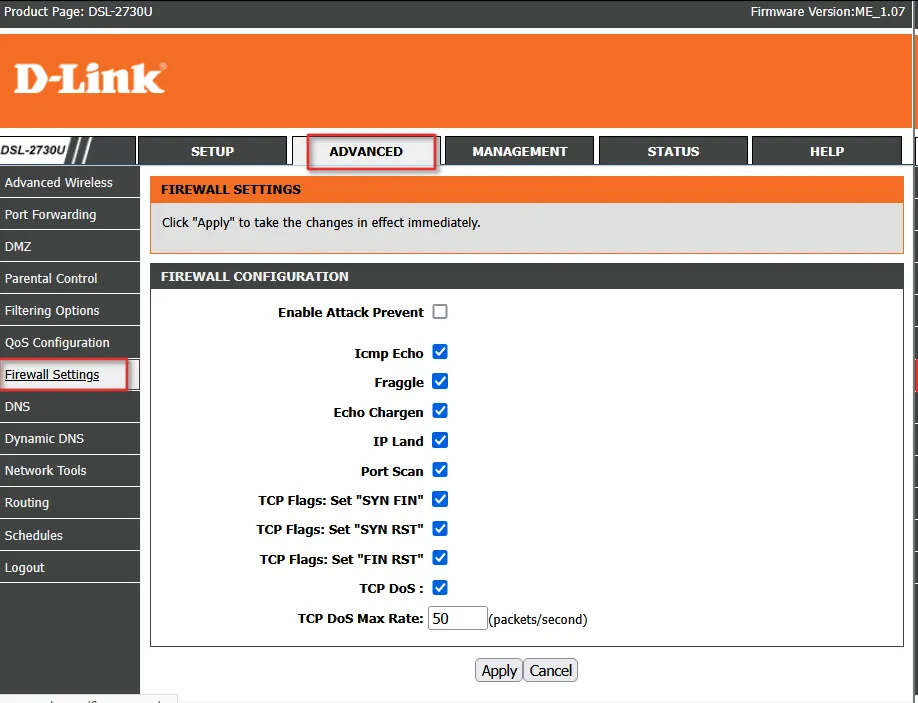 Product Page: DSL-2730U Firmware Version:ME_1.07
D-Link®
DSL-2730U SETUP ADVANCED MANAGEMENT STATUS HELP
Advanced Wireless
Port Forwarding
DMZ
Parental Control
Filtering Options
QoS Configuration
Firewall Settings
DNS
Dynamic DNS
Network Tools
Routing
Schedules
Logout
FIREWALL SETTINGS
Click "Apply" to take the changes in effect immediately.
FIREWALL CONFIGURATION
Enable Attack Prevent
Icmp Echo
Fraggle
Echo Chargen
IP Land
Port Scan
TCP Flags: Set "SYN FIN"
TCP Flags: Set "SYN RST"
TCP Flags: Set "FIN RST"
TCP DoS :
TCP DoS Max Rate: 50 (packets/second)
Apply Cancel